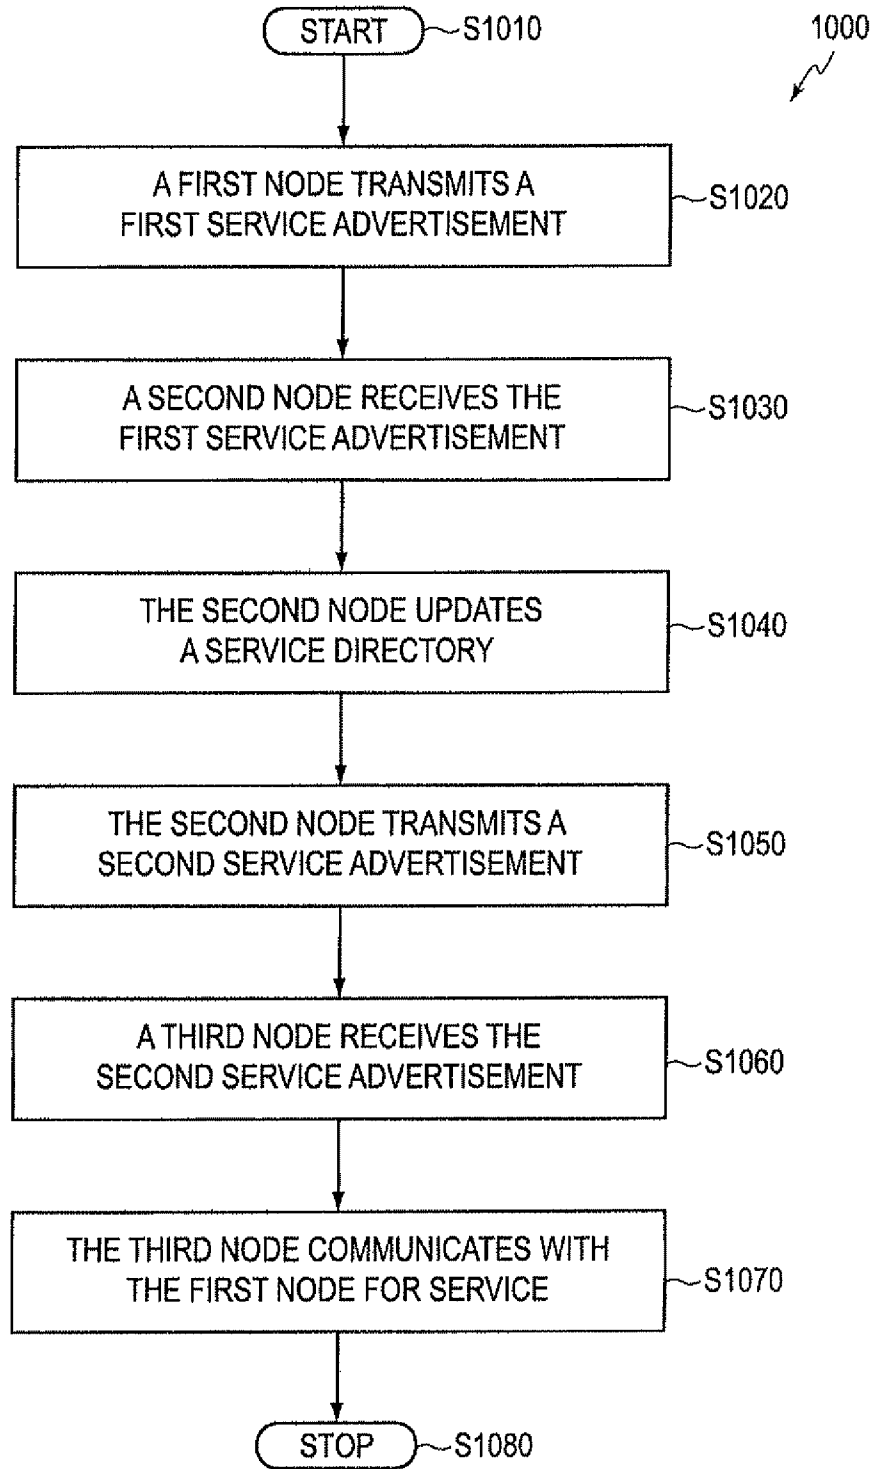 START S1010
1000
A FIRST NODE TRANSMITS A
FIRST SERVICE ADVERTISEMENT
S1020
A SECOND NODE RECEIVES THE
FIRST SERVICE ADVERTISEMENT
S1030
THE SECOND NODE UPDATES
A SERVICE DIRECTORY
S1040
THE SECOND NODE TRANSMITS A
SECOND SERVICE ADVERTISEMENT
S1050
A THIRD NODE RECEIVES THE
SECOND SERVICE ADVERTISEMENT
S1060
THE THIRD NODE COMMUNICATES WITH
THE FIRST NODE FOR SERVICE
S1070
STOP S1080